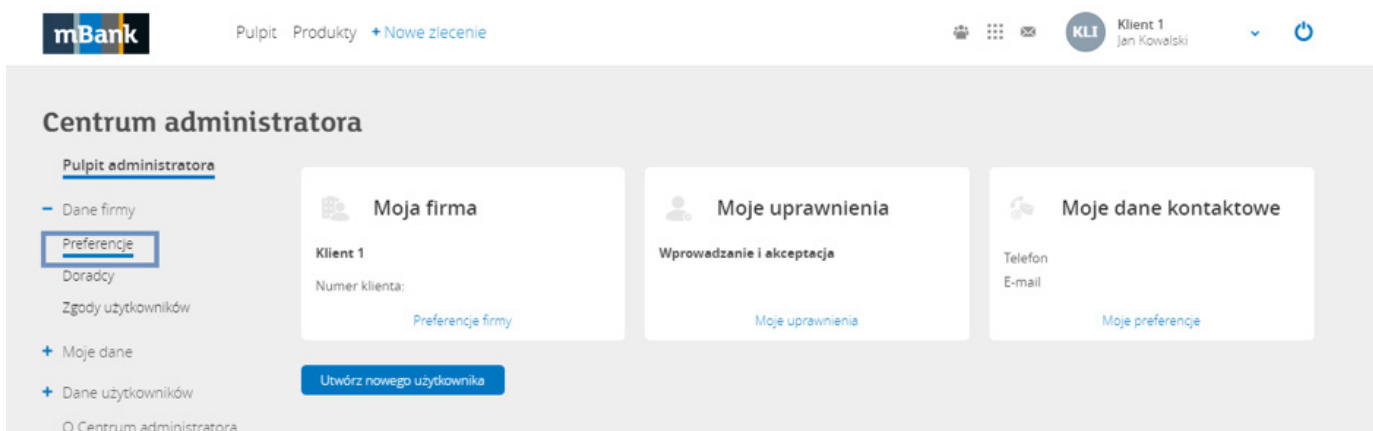 mBank
Pulpit Produkty + Nowe zlecenie
KLI
Klient 1
Jan Kowalski
Centrum administratora
Pulpit administratora
− Dane firmy
Preferencje
Doradcy
Zgody użytkowników
+ Moje dane
+ Dane użytkowników
O Centrum administratora
Moja firma
Klient 1
Numer klienta:
Preferencje firmy
Moje uprawnienia
Wprowadzanie i akceptacja
Moje uprawnienia
Moje dane kontaktowe
Telefon
E-mail
Moje preferencje
Utwórz nowego użytkownika